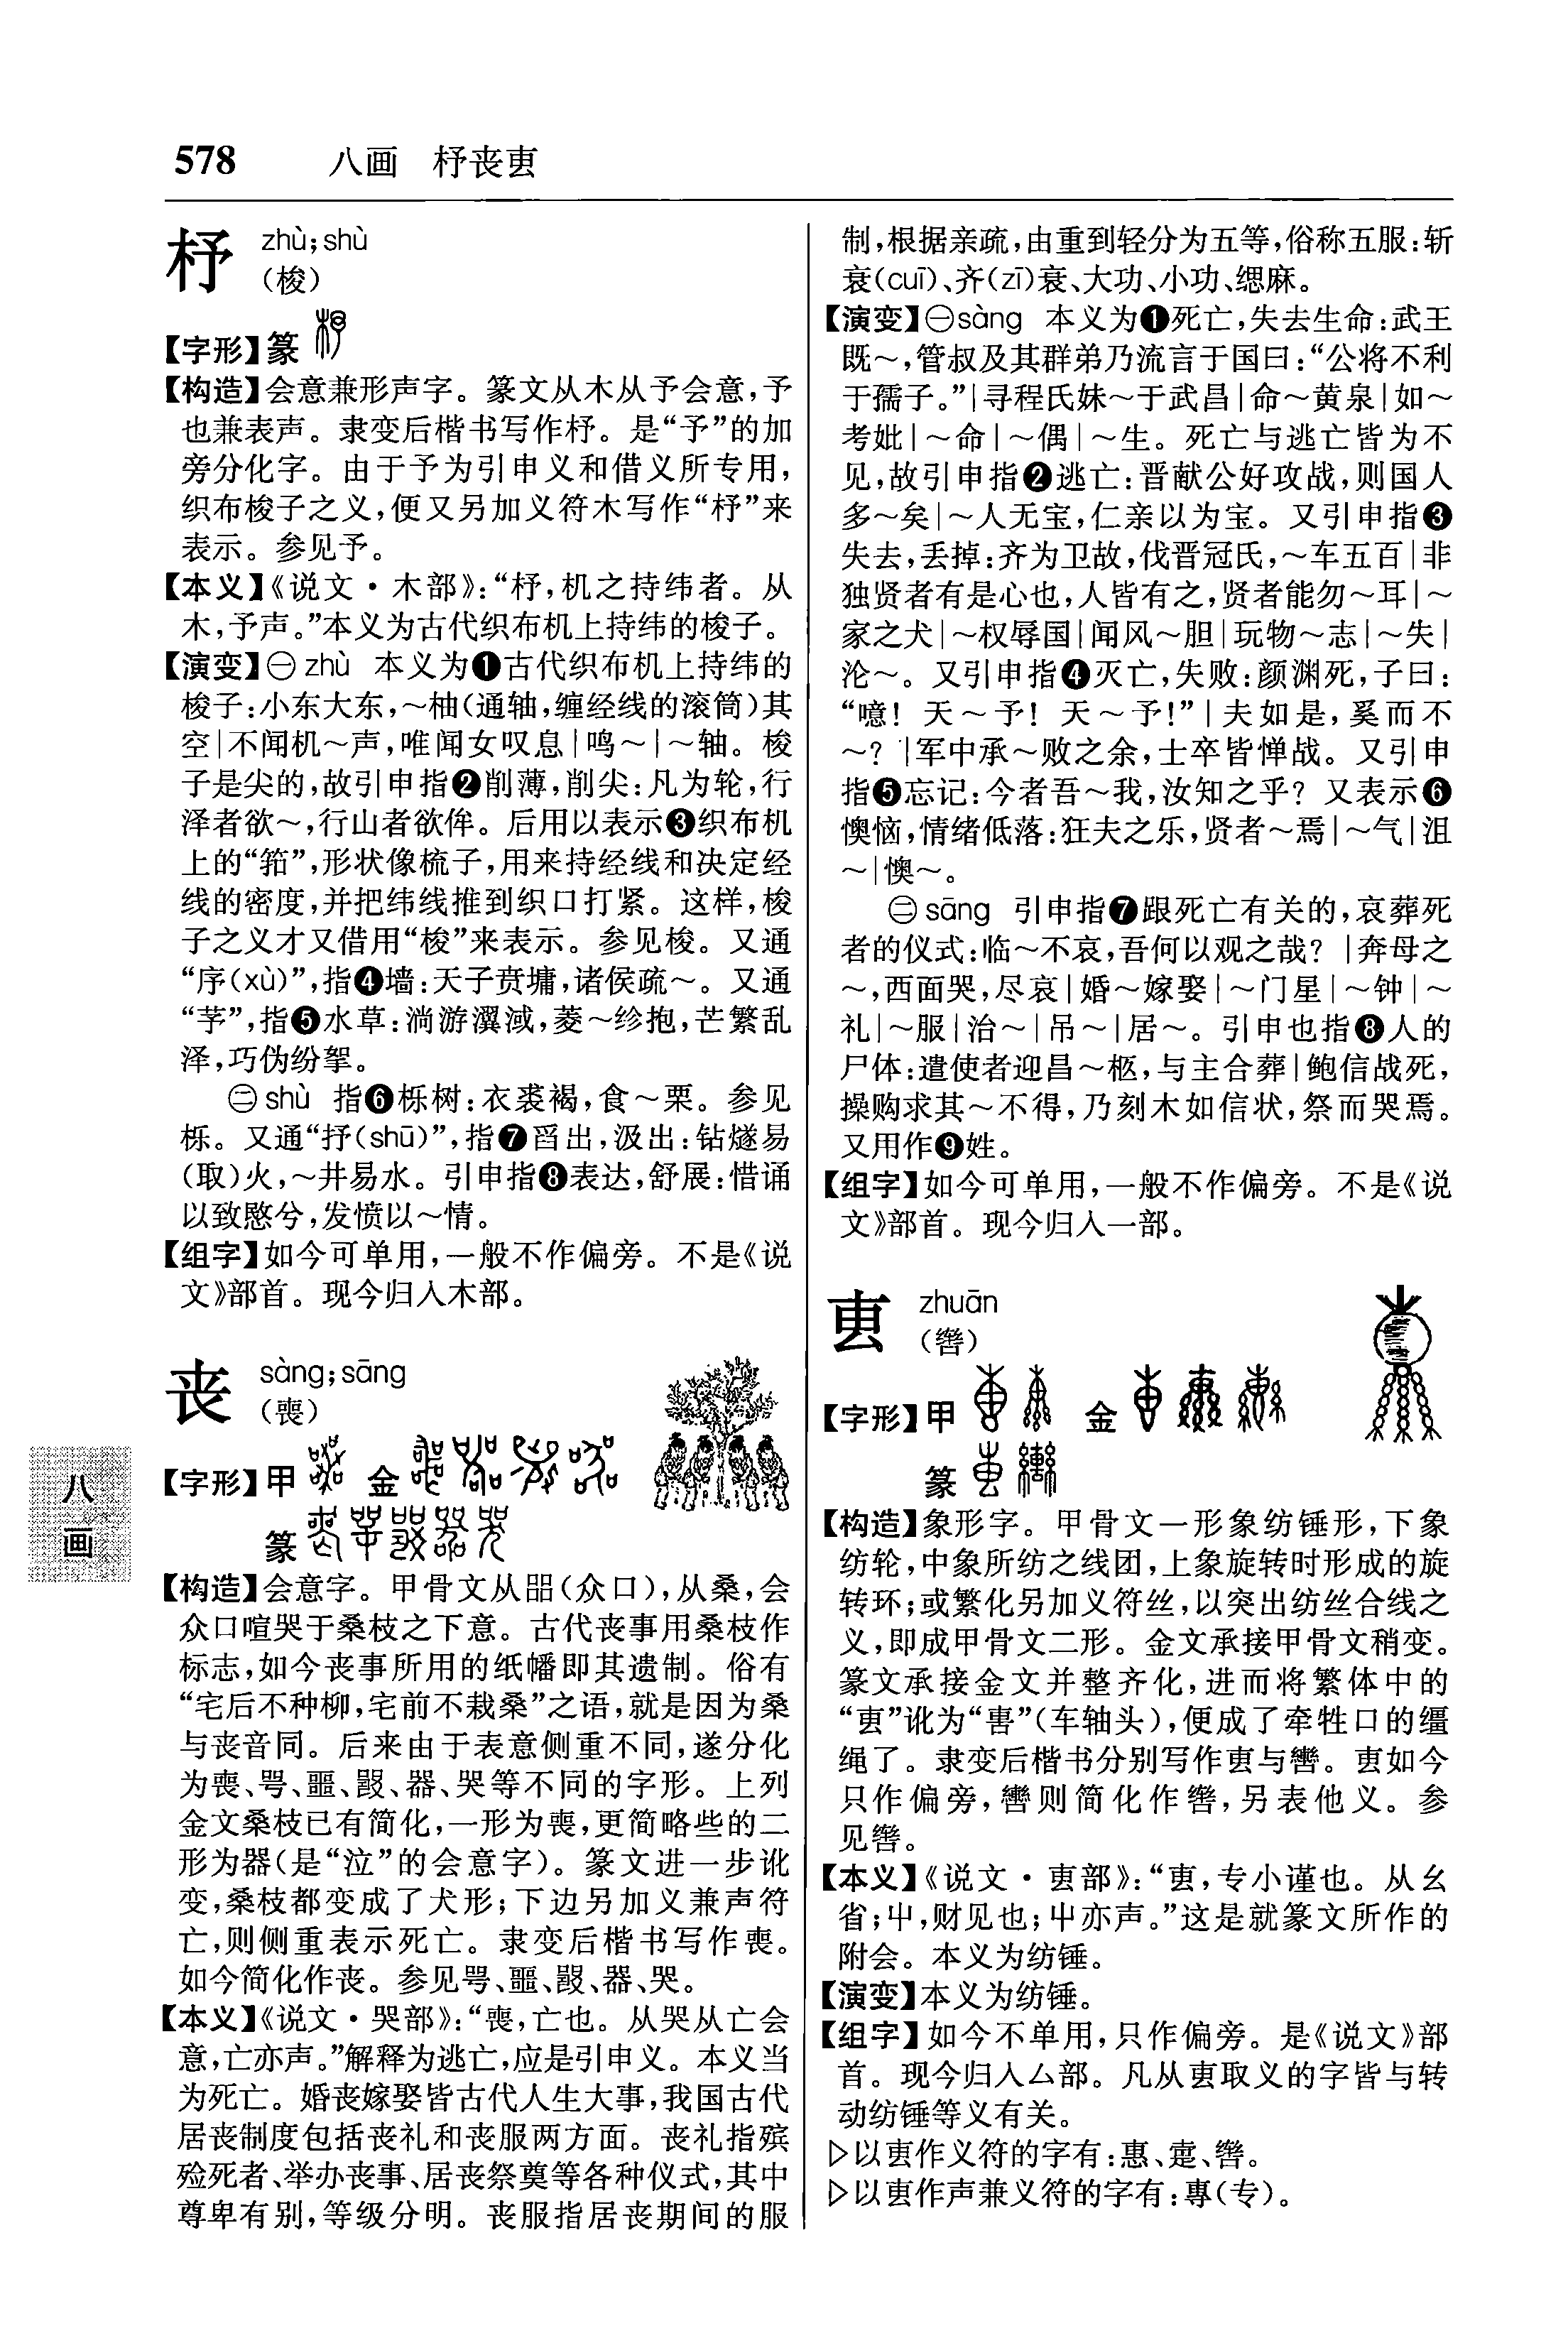 578 八画 杼丧叀
杼 zhù;shù
(梭)
【字形】篆
【构造】会意兼形声字。篆文从木从予会意,予
也兼表声。隶变后楷书写作杼。是“予”的加
旁分化字。由于予为引申义和借义所专用,
织布梭子之义,便又另加义符木写作“杼”来
表示。参见予。
【本义】《说文·木部》:“杼,机之持纬者。从
木,予声。”本义为古代织布机上持纬的梭子。
【演变】㊀zhù 本义为❶古代织布机上持纬的
梭子:小东大东,～柚(通轴,缠经线的滚筒)其
空|不闻机～声,唯闻女叹息|鸣～|～轴。梭
子是尖的,故引申指❷削薄,削尖:凡为轮,行
泽者欲～,行山者欲侔。后用以表示❸织布机
上的“筘”,形状像梳子,用来持经线和决定经
线的密度,并把纬线推到织口打紧。这样,梭
子之义才又借用“梭”来表示。参见梭。又通
“序(xù)”,指❹墙:天子贲墉,诸侯疏～。又通
“芧”,指❺水草:淌游瀷淢,菱～紾抱,芒繁乱
泽,巧伪纷挐。
㊁shù 指❻栎树:衣裘褐,食～栗。参见
栎。又通“抒(shū)”,指❼舀出,汲出:钻燧易
(取)火,～井易水。引申指❽表达,舒展:惜诵
以致愍兮,发愤以～情。
【组字】如今可单用,一般不作偏旁。不是《说
文》部首。现今归入木部。
丧 sàng;sāng
(喪)
【字形】甲 金
篆
【构造】会意字。甲骨文从㗊(众口),从桑,会
众口喧哭于桑枝之下意。古代丧事用桑枝作
标志,如今丧事所用的纸幡即其遗制。俗有
“宅后不种柳,宅前不栽桑”之语,就是因为桑
与丧音同。后来由于表意侧重不同,遂分化
为喪、咢、噩、㗲、器、哭等不同的字形。上列
金文桑枝已有简化,一形为喪,更简略些的二
形为器(是“泣”的会意字)。篆文进一步讹
变,桑枝都变成了犬形;下边另加义兼声符
亡,则侧重表示死亡。隶变后楷书写作喪。
如今简化作丧。参见咢、噩、㗲、器、哭。
【本义】《说文·哭部》:“喪,亡也。从哭从亡会
意,亡亦声。”解释为逃亡,应是引申义。本义当
为死亡。婚丧嫁娶皆古代人生大事,我国古代
居丧制度包括丧礼和丧服两方面。丧礼指殡
殓死者、举办丧事、居丧祭奠等各种仪式,其中
尊卑有别,等级分明。丧服指居丧期间的服
制,根据亲疏,由重到轻分为五等,俗称五服:斩
衰(cuī)、齐(zī)衰、大功、小功、缌麻。
【演变】㊀sàng 本义为❶死亡,失去生命:武王
既～,管叔及其群弟乃流言于国曰:“公将不利
于孺子。”|寻程氏妹～于武昌|命～黄泉|如～
考妣|～命|～偶|～生。死亡与逃亡皆为不
见,故引申指❷逃亡:晋献公好攻战,则国人
多～矣|～人无宝,仁亲以为宝。又引申指❸
失去,丢掉:齐为卫故,伐晋冠氏,～车五百|非
独贤者有是心也,人皆有之,贤者能勿～耳|～
家之犬|～权辱国|闻风～胆|玩物～志|～失|
沦～。又引申指❹灭亡,失败:颜渊死,子曰:
“噫！天～予！天～予！”|夫如是,奚而不
～？|军中承～败之余,士卒皆惮战。又引申
指❺忘记:今者吾～我,汝知之乎？又表示❻
懊恼,情绪低落:狂夫之乐,贤者～焉|～气|沮
～|懊～。
㊁sāng 引申指❼跟死亡有关的,哀葬死
者的仪式:临～不哀,吾何以观之哉？|奔母之
～,西面哭,尽哀|婚～嫁娶|～门星|～钟|～
礼|～服|治～|吊～|居～。引申也指❽人的
尸体:遣使者迎昌～柩,与主合葬|鲍信战死,
操购求其～不得,乃刻木如信状,祭而哭焉。
又用作❾姓。
【组字】如今可单用,一般不作偏旁。不是《说
文》部首。现今归入一部。
叀 zhuān
(辔)
【字形】甲 金
篆
【构造】象形字。甲骨文一形象纺锤形,下象
纺轮,中象所纺之线团,上象旋转时形成的旋
转环;或繁化另加义符丝,以突出纺丝合线之
义,即成甲骨文二形。金文承接甲骨文稍变。
篆文承接金文并整齐化,进而将繁体中的
“叀”讹为“軎”(车轴头),便成了牵牲口的缰
绳了。隶变后楷书分别写作叀与轡。叀如今
只作偏旁,轡则简化作辔,另表他义。参
见辔。
【本义】《说文·叀部》:“叀,专小谨也。从幺
省;屮,财见也;屮亦声。”这是就篆文所作的
附会。本义为纺锤。
【演变】本义为纺锤。
【组字】如今不单用,只作偏旁。是《说文》部
首。现今归入厶部。凡从叀取义的字皆与转
动纺锤等义有关。
▷以叀作义符的字有:惠、疐、辔。
▷以叀作声兼义符的字有:專(专)。
八
画